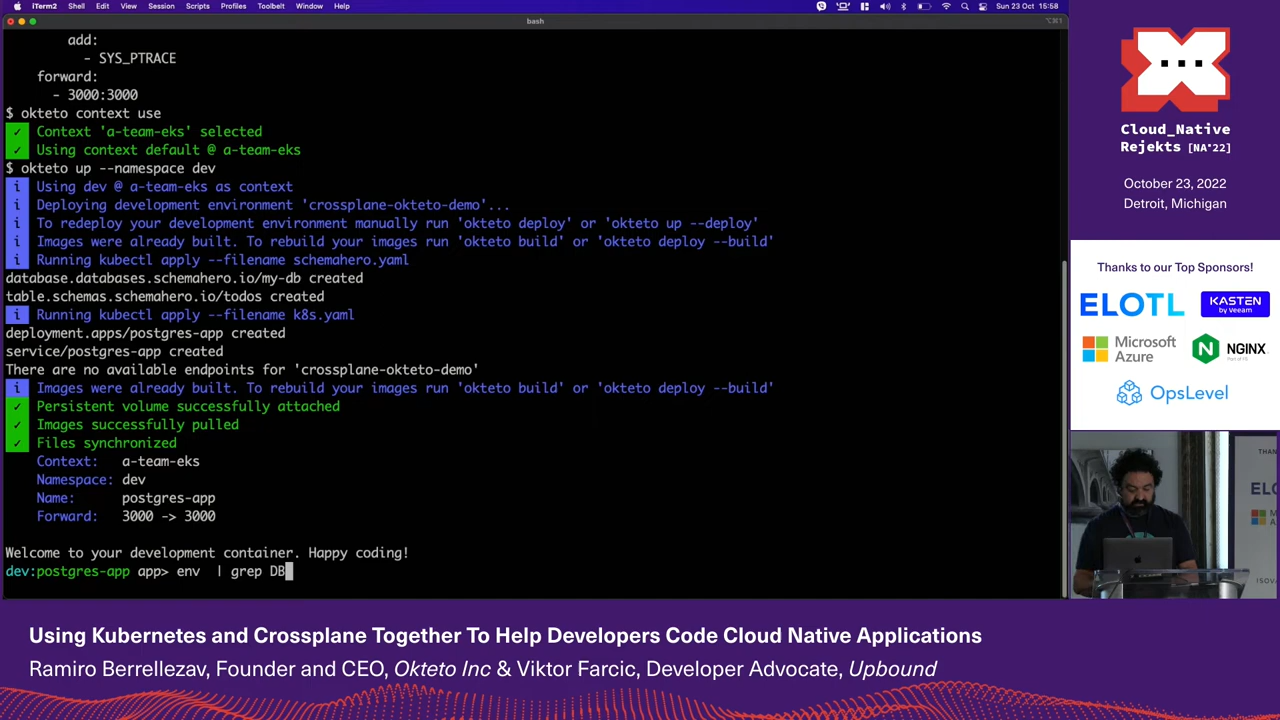 iTerm2 Shell Edit View Session Scripts Profiles Toolbelt Window Help
Sun 23 Oct 15:58
bash
⌥⌘1
add:
- SYS_PTRACE
forward:
- 3000:3000
$ okteto context use
✓ Context 'a-team-eks' selected
✓ Using context default @ a-team-eks
$ okteto up --namespace dev
i Using dev @ a-team-eks as context
i Deploying development environment 'crossplane-okteto-demo'...
i To redeploy your development environment manually run 'okteto deploy' or 'okteto up --deploy'
i Images were already built. To rebuild your images run 'okteto build' or 'okteto deploy --build'
i Running kubectl apply --filename schemahero.yaml
database.databases.schemahero.io/my-db created
table.schemas.schemahero.io/todos created
i Running kubectl apply --filename k8s.yaml
deployment.apps/postgres-app created
service/postgres-app created
There are no available endpoints for 'crossplane-okteto-demo'
i Images were already built. To rebuild your images run 'okteto build' or 'okteto deploy --build'
✓ Persistent volume successfully attached
✓ Images successfully pulled
✓ Files synchronized
Context: a-team-eks
Namespace: dev
Name: postgres-app
Forward: 3000 -> 3000
Welcome to your development container. Happy coding!
dev:postgres-app app> env | grep DB
Cloud_Native
Rejekts [NA'22]
October 23, 2022
Detroit, Michigan
Thanks to our Top Sponsors!
ELOTL
KASTEN
by Veeam
Microsoft
Azure
NGINX
OpsLevel
Using Kubernetes and Crossplane Together To Help Developers Code Cloud Native Applications
Ramiro Berrellezav, Founder and CEO, Okteto Inc & Viktor Farcic, Developer Advocate, Upbound